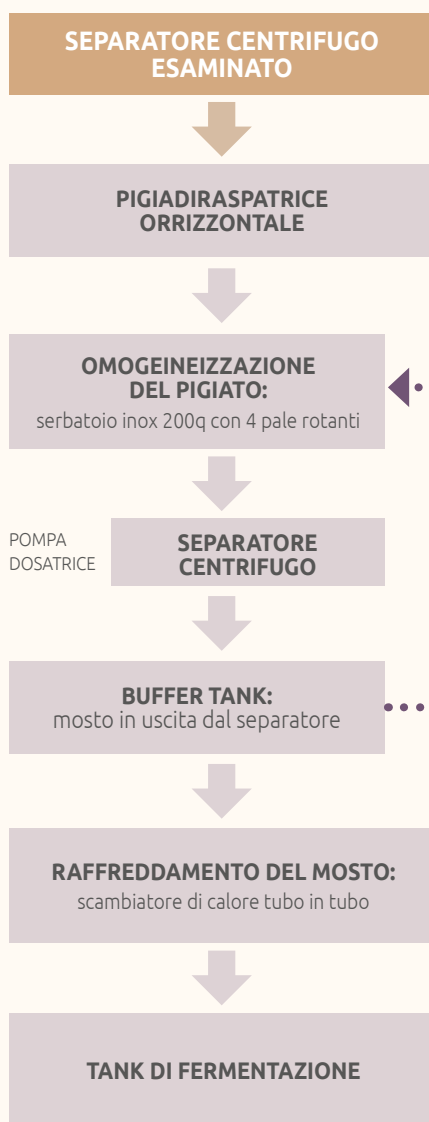 SEPARATORE CENTRIFUGO
ESAMINATO
PIGIADIRASPATRICE
ORRIZZONTALE
OMOGEINEIZZAZIONE
DEL PIGIATO:
serbatoio inox 200q con 4 pale rotanti
POMPA
DOSATRICE
SEPARATORE
CENTRIFUGO
BUFFER TANK:
mosto in uscita dal separatore
RAFFREDDAMENTO DEL MOSTO:
scambiatore di calore tubo in tubo
TANK DI FERMENTAZIONE